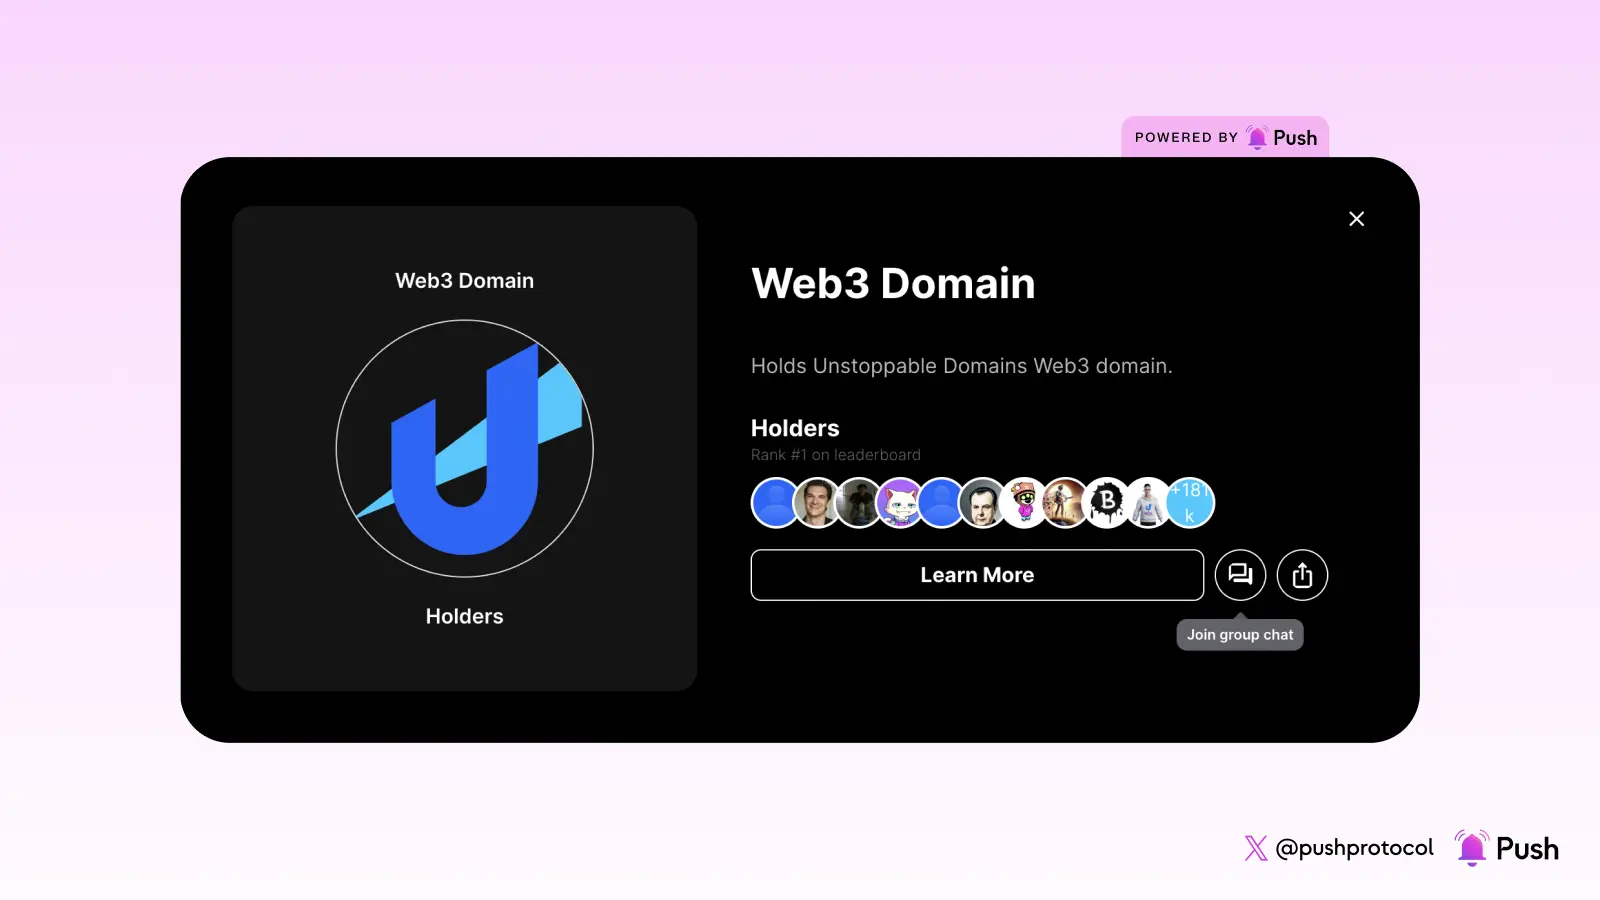 POWERED BY Push
Web3 Domain
Holders
Web3 Domain
Holds Unstoppable Domains Web3 domain.
Holders
Rank #1 on leaderboard
B
+181
k
Learn More
Join group chat
@pushprotocol Push